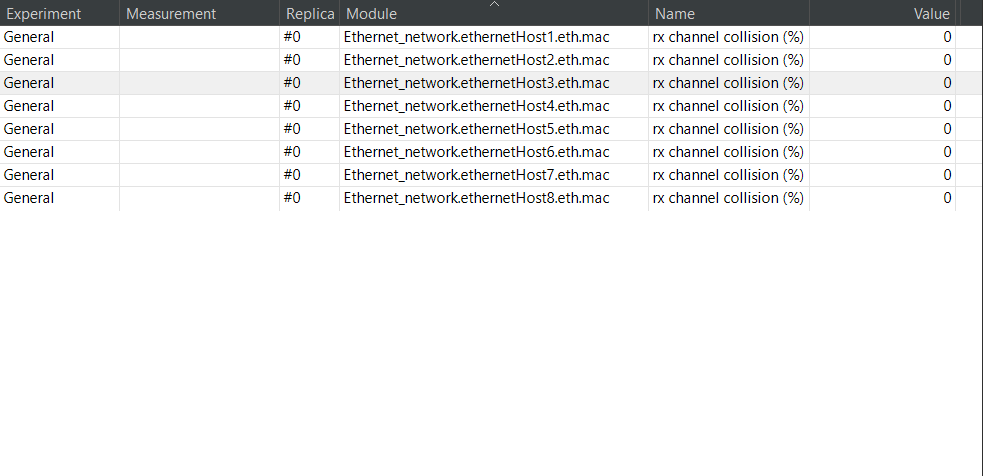 Experiment Measurement Replica Module Name Value
General #0 Ethernet_network.ethernetHost1.eth.mac rx channel collision (%) 0
General #0 Ethernet_network.ethernetHost2.eth.mac rx channel collision (%) 0
General #0 Ethernet_network.ethernetHost3.eth.mac rx channel collision (%) 0
General #0 Ethernet_network.ethernetHost4.eth.mac rx channel collision (%) 0
General #0 Ethernet_network.ethernetHost5.eth.mac rx channel collision (%) 0
General #0 Ethernet_network.ethernetHost6.eth.mac rx channel collision (%) 0
General #0 Ethernet_network.ethernetHost7.eth.mac rx channel collision (%) 0
General #0 Ethernet_network.ethernetHost8.eth.mac rx channel collision (%) 0